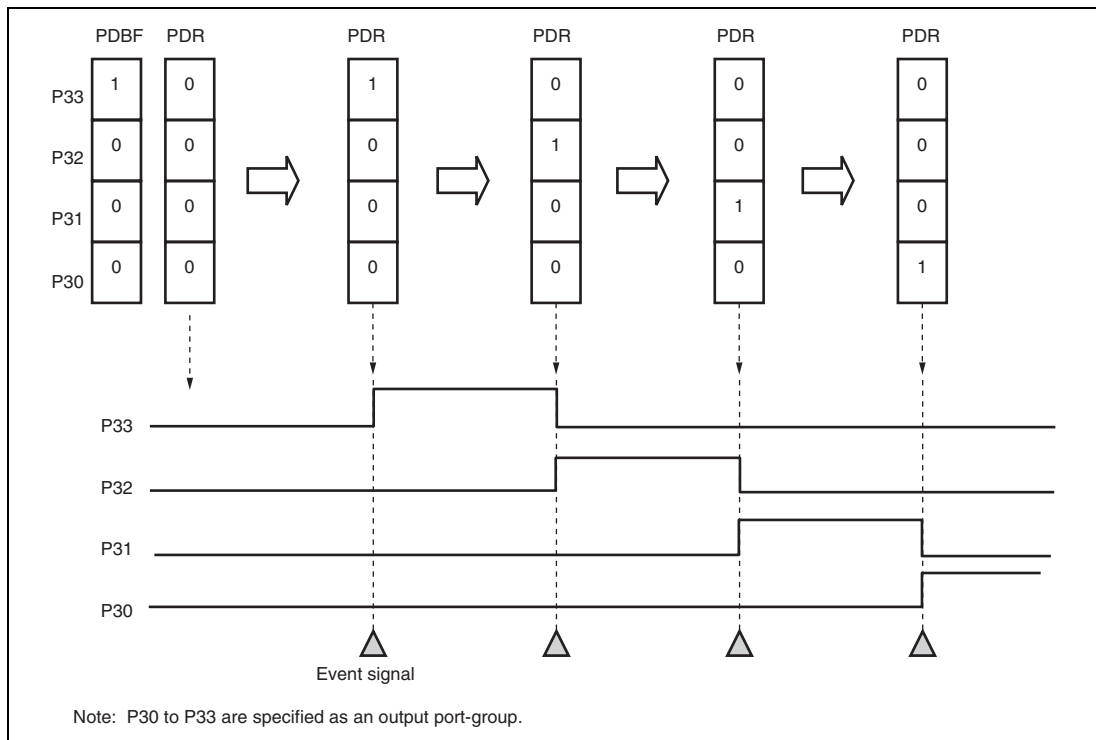 PDBF PDR PDR PDR PDR PDR
P33 1 0 1 0 0 0
P32 0 0 0 1 0 0
P31 0 0 0 0 1 0
P30 0 0 0 0 0 1
P33
P32
P31
P30
Event signal
Note: P30 to P33 are specified as an output port-group.